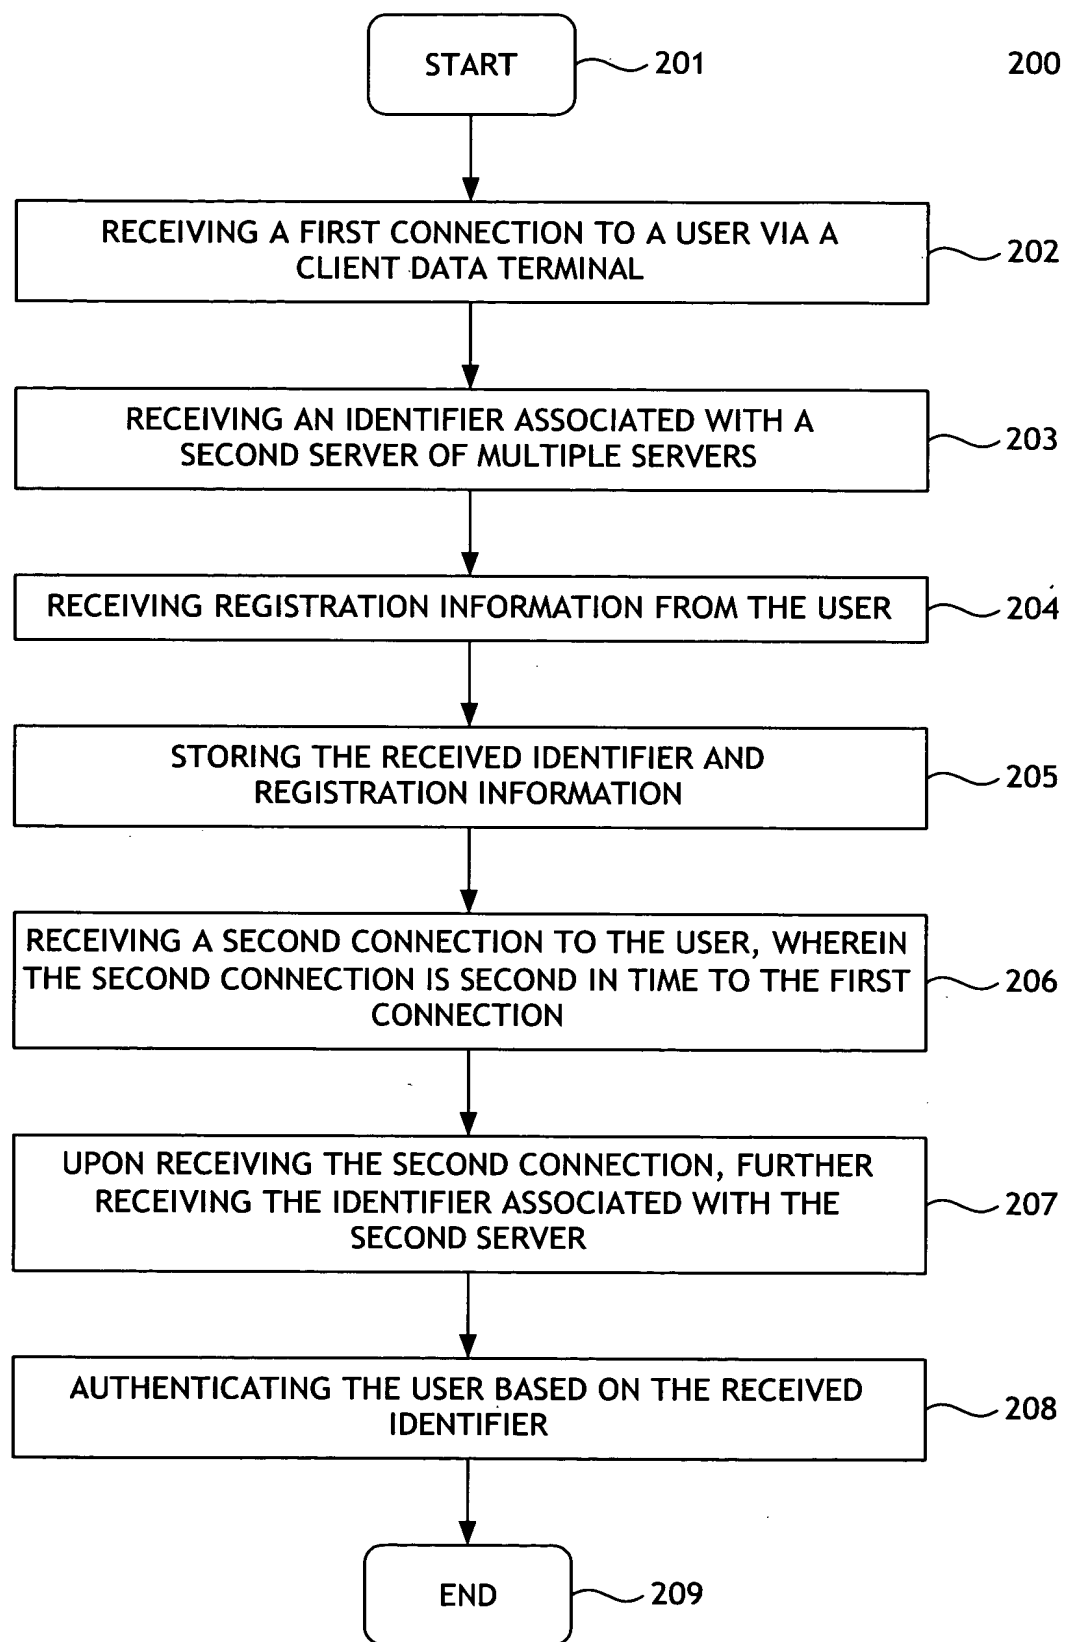 START
201
200
RECEIVING A FIRST CONNECTION TO A USER VIA A
CLIENT DATA TERMINAL
202
RECEIVING AN IDENTIFIER ASSOCIATED WITH A
SECOND SERVER OF MULTIPLE SERVERS
203
RECEIVING REGISTRATION INFORMATION FROM THE USER
204
STORING THE RECEIVED IDENTIFIER AND
REGISTRATION INFORMATION
205
RECEIVING A SECOND CONNECTION TO THE USER, WHEREIN
THE SECOND CONNECTION IS SECOND IN TIME TO THE FIRST
CONNECTION
206
UPON RECEIVING THE SECOND CONNECTION, FURTHER
RECEIVING THE IDENTIFIER ASSOCIATED WITH THE
SECOND SERVER
207
AUTHENTICATING THE USER BASED ON THE RECEIVED
IDENTIFIER
208
END
209